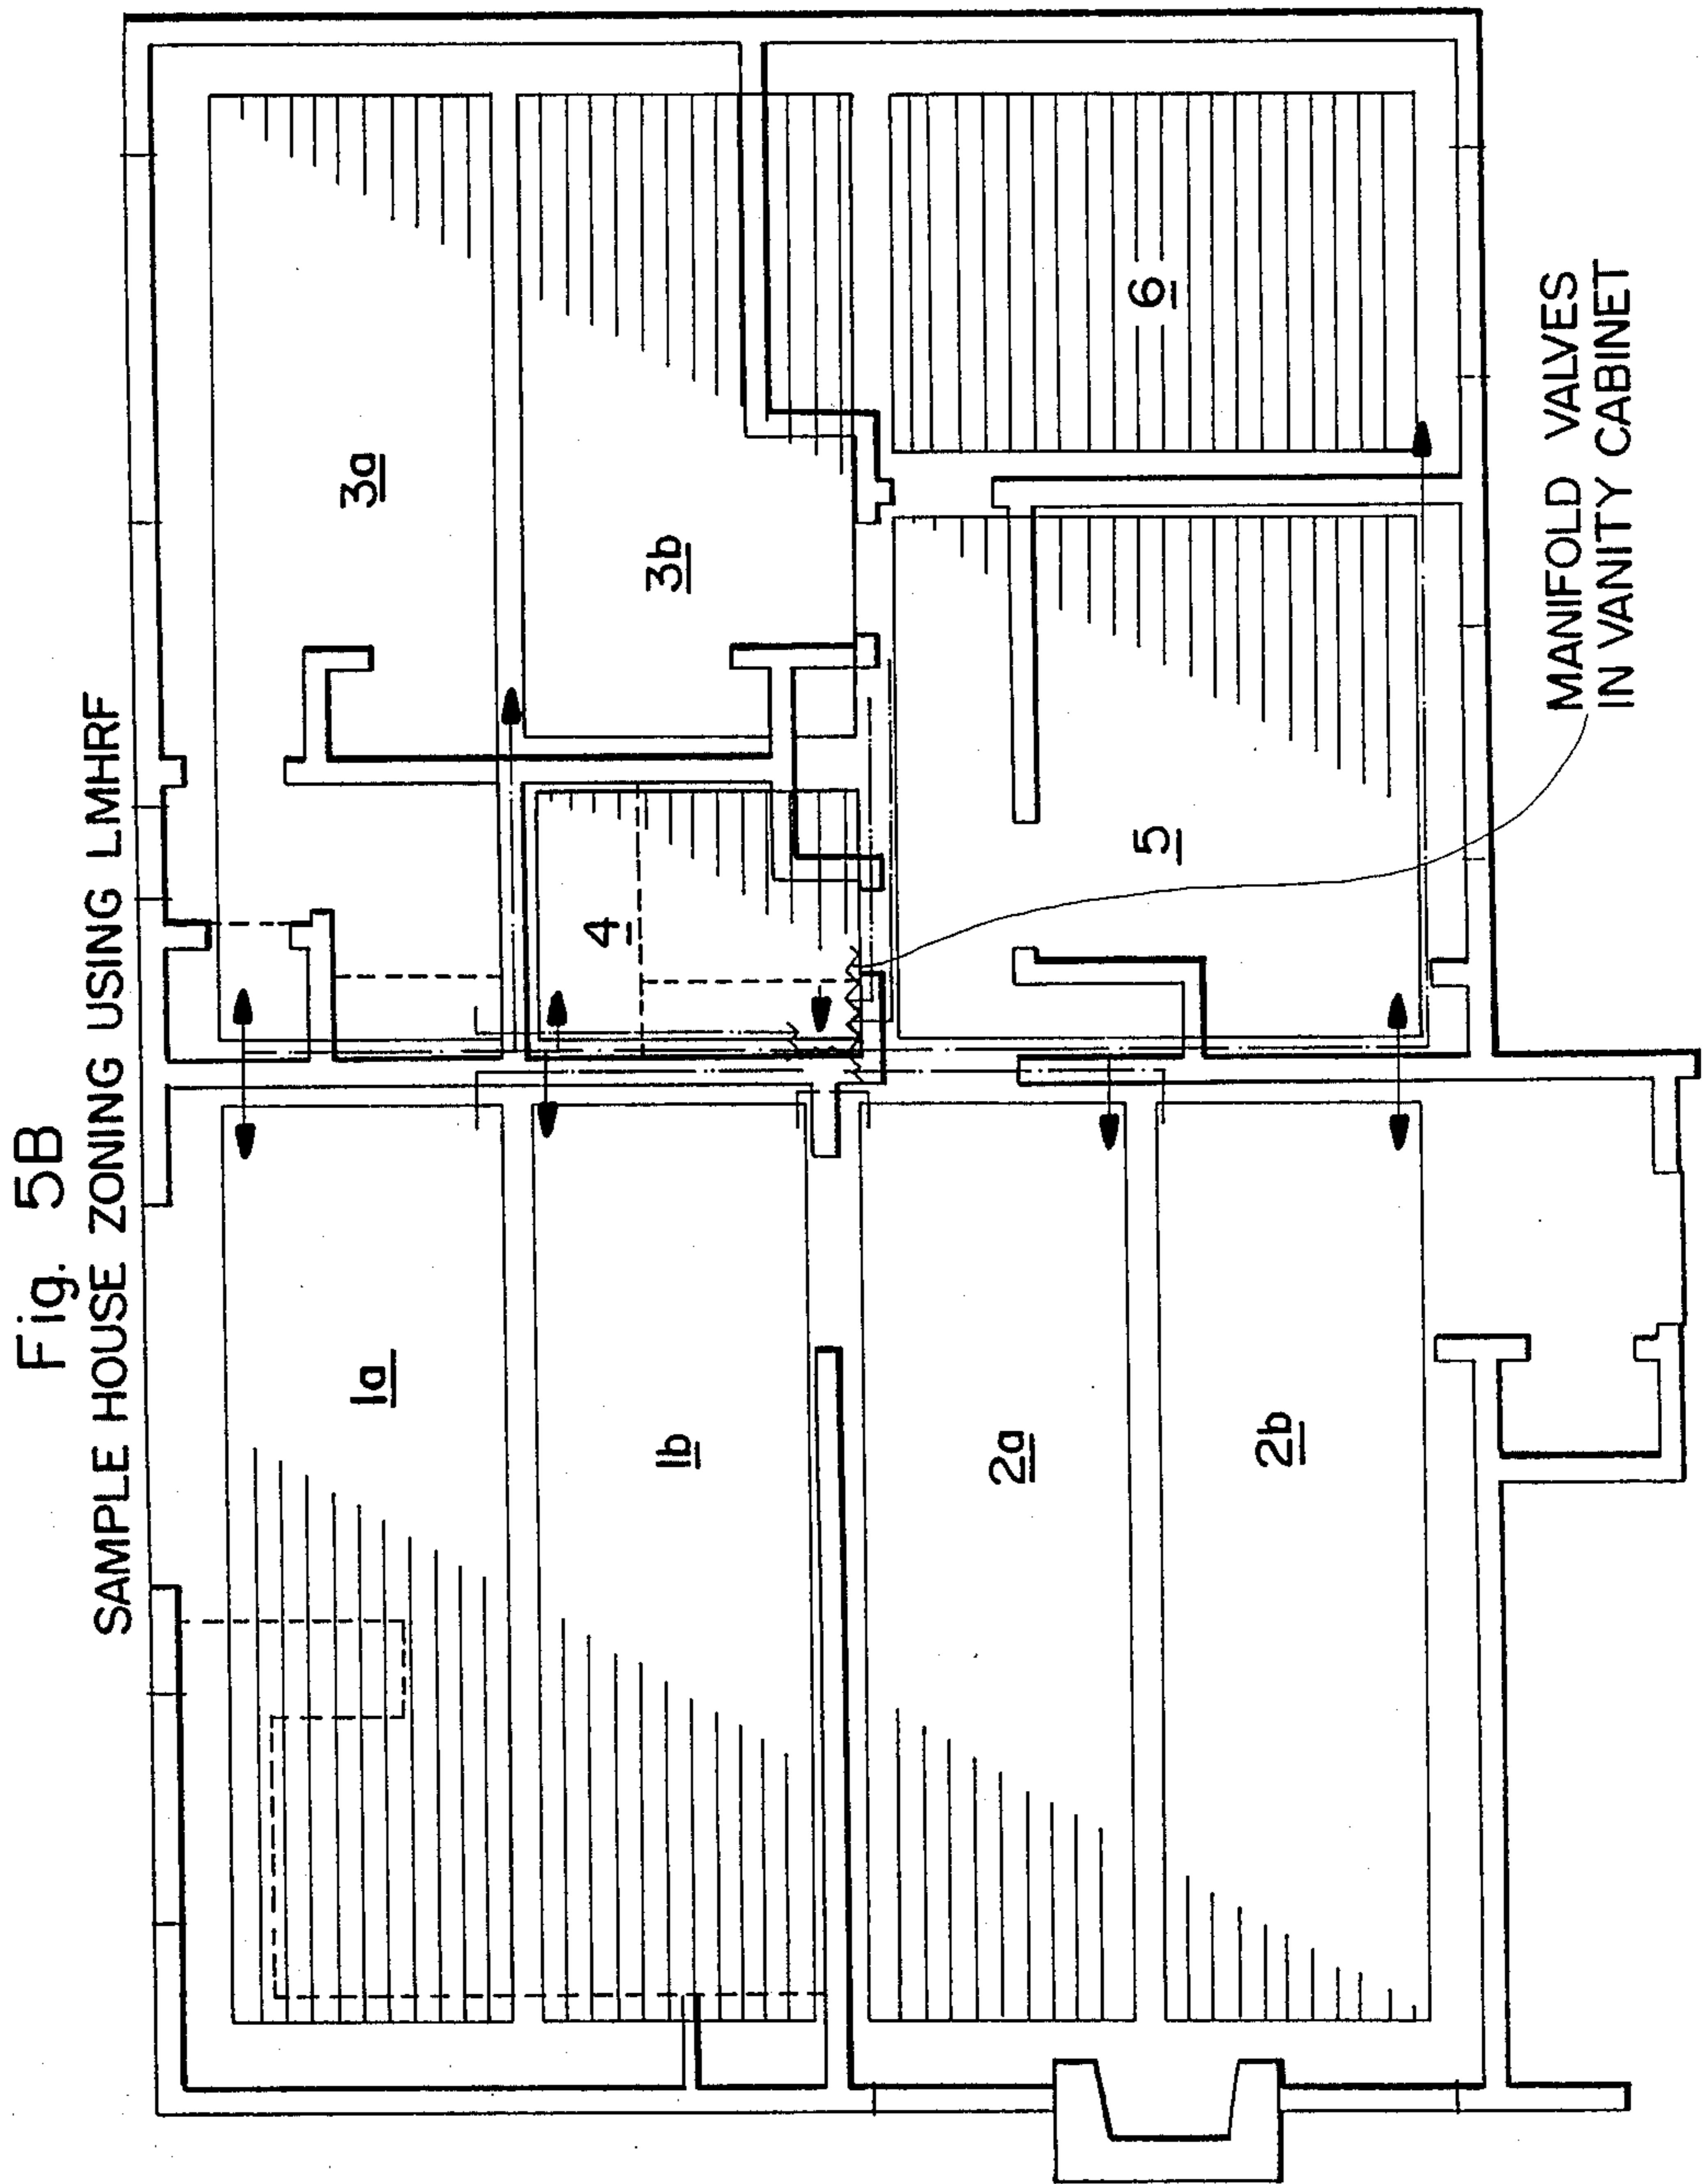 Fig. 5B
SAMPLE HOUSE ZONING USING LMHRF
1a
1b
2a
2b
3a
3b
4
5
6
MANIFOLD VALVES
IN VANITY CABINET